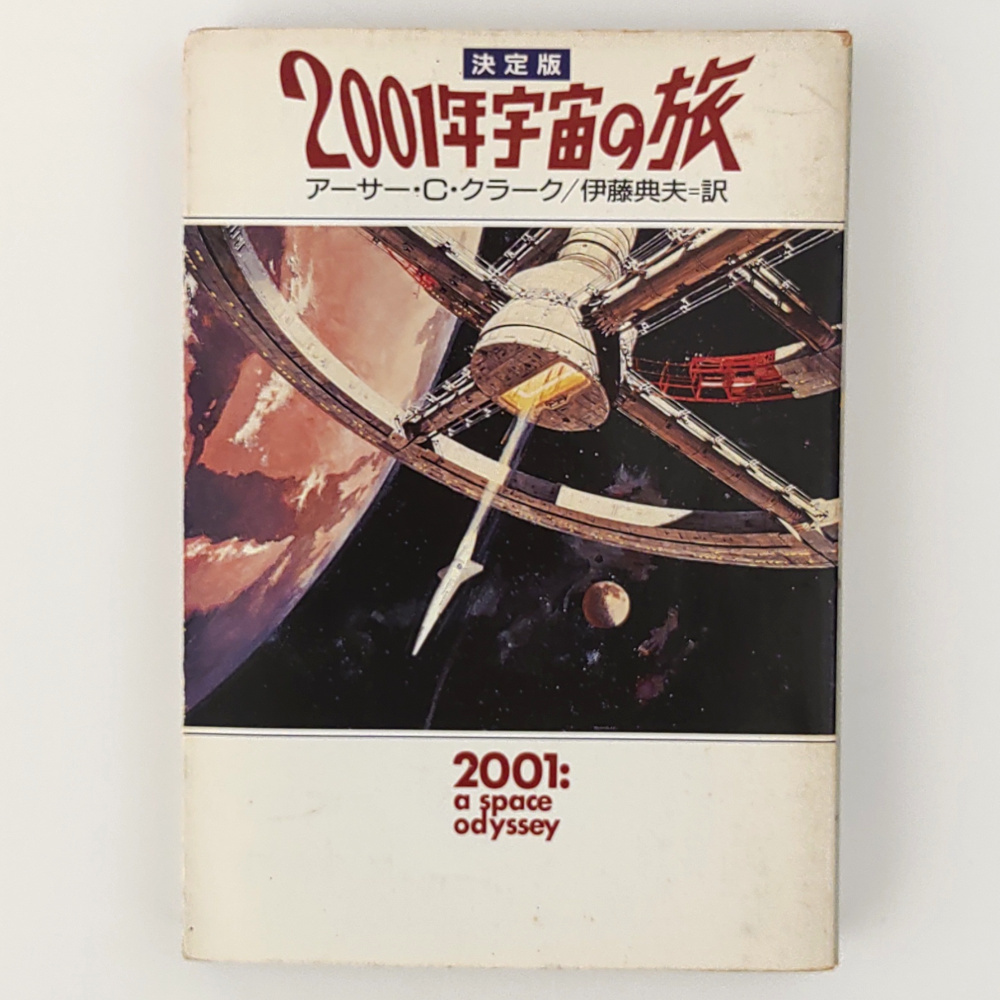 決定版
2001年宇宙の旅
アーサー・C・クラーク/伊藤典夫=訳
2001:
a space
odyssey